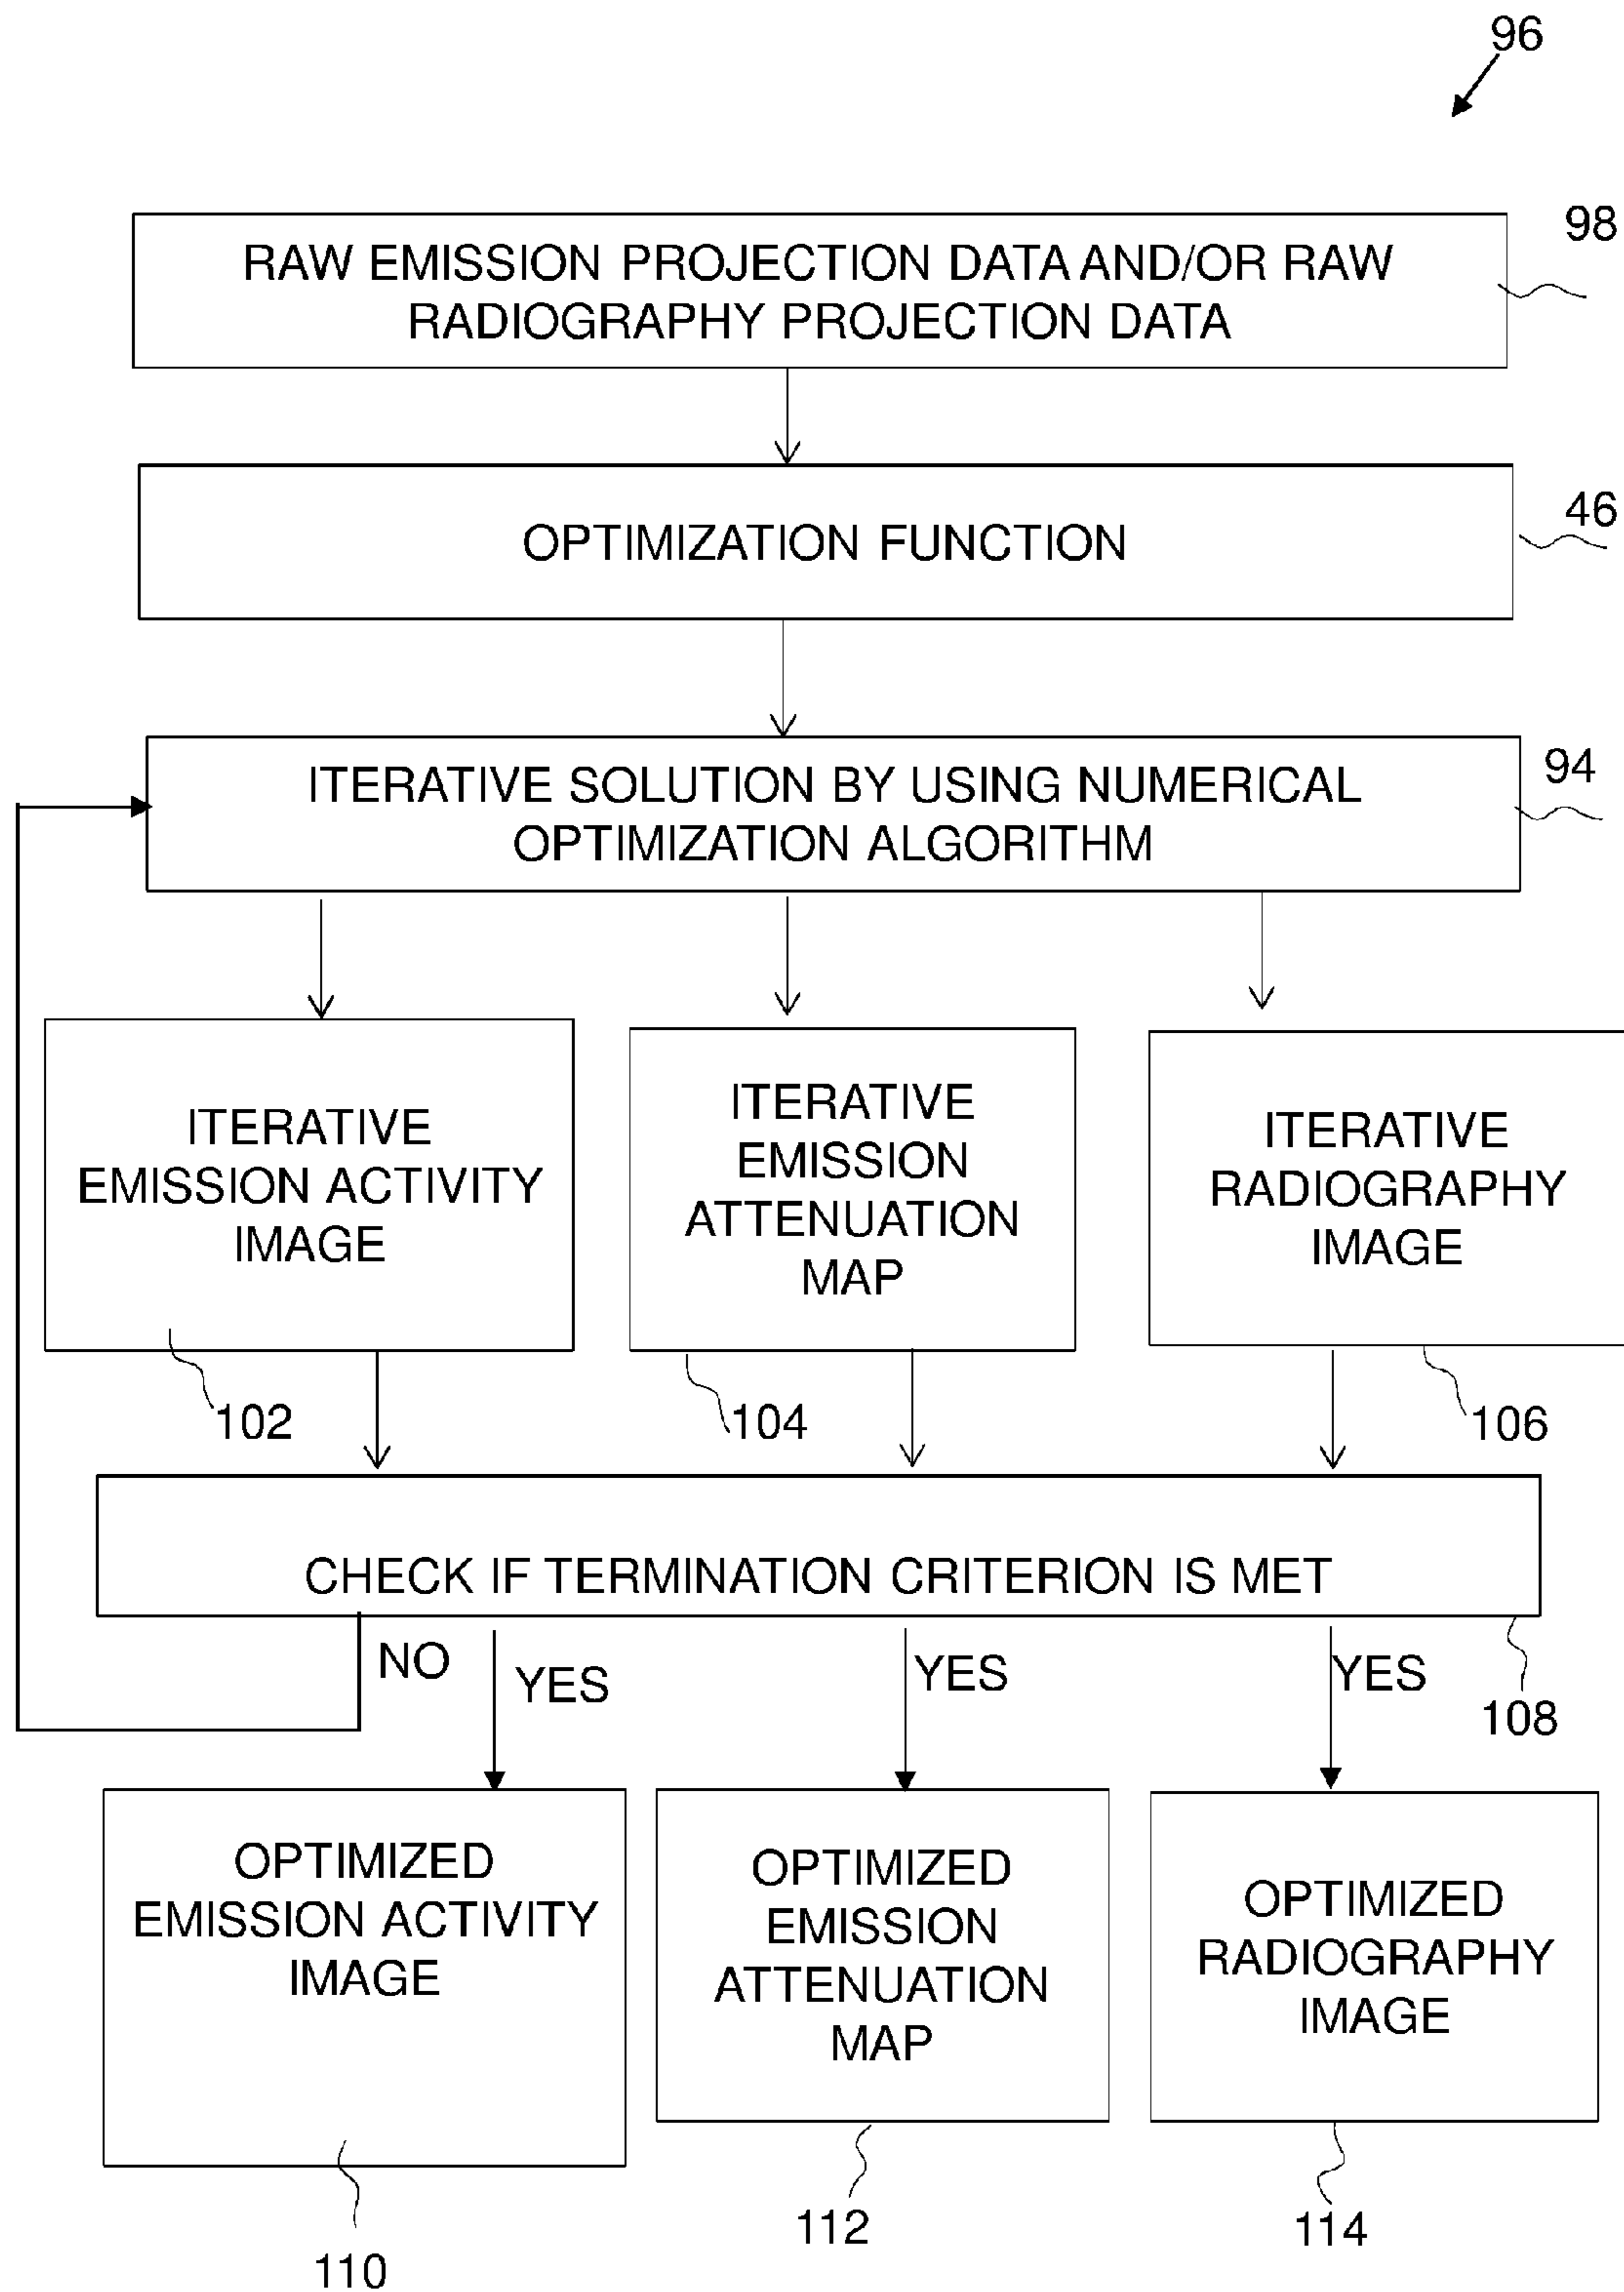 96
98
RAW EMISSION PROJECTION DATA AND/OR RAW
RADIOGRAPHY PROJECTION DATA
46
OPTIMIZATION FUNCTION
94
ITERATIVE SOLUTION BY USING NUMERICAL
OPTIMIZATION ALGORITHM
ITERATIVE
EMISSION ACTIVITY
IMAGE
102
ITERATIVE
EMISSION
ATTENUATION
MAP
104
ITERATIVE
RADIOGRAPHY
IMAGE
106
CHECK IF TERMINATION CRITERION IS MET
108
NO
YES
YES
YES
OPTIMIZED
EMISSION ACTIVITY
IMAGE
110
OPTIMIZED
EMISSION
ATTENUATION
MAP
112
OPTIMIZED
RADIOGRAPHY
IMAGE
114